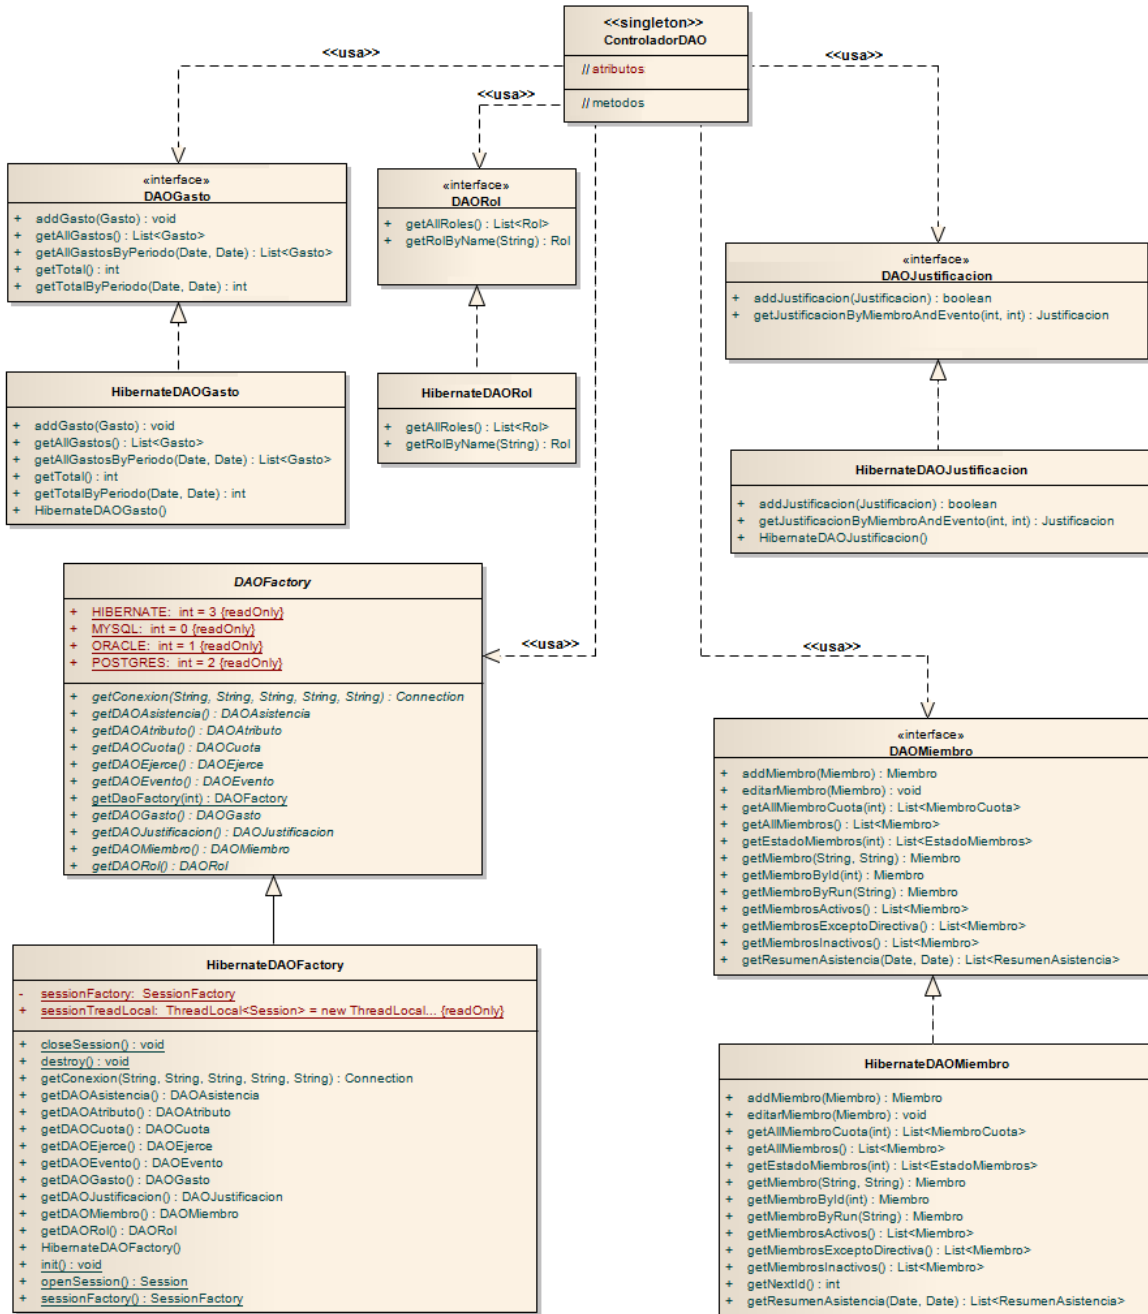 <<singleton>>
ControladorDAO
// atributos
// metodos
<<usa>>
<<usa>>
<<usa>>
«interface»
DAOGasto
+ addGasto(Gasto) : void
+ getAllGastos() : List<Gasto>
+ getAllGastosByPeriodo(Date, Date) : List<Gasto>
+ getTotal() : int
+ getTotalByPeriodo(Date, Date) : int
«interface»
DAORol
+ getAllRoles() : List<Rol>
+ getRolByName(String) : Rol
«interface»
DAOJustificacion
+ addJustificacion(Justificacion) : boolean
+ getJustificacionByMiembroAndEvento(int, int) : Justificacion
HibernateDAOGasto
+ addGasto(Gasto) : void
+ getAllGastos() : List<Gasto>
+ getAllGastosByPeriodo(Date, Date) : List<Gasto>
+ getTotal() : int
+ getTotalByPeriodo(Date, Date) : int
+ HibernateDAOGasto()
HibernateDAORol
+ getAllRoles() : List<Rol>
+ getRolByName(String) : Rol
HibernateDAOJustificacion
+ addJustificacion(Justificacion) : boolean
+ getJustificacionByMiembroAndEvento(int, int) : Justificacion
+ HibernateDAOJustificacion()
DAOFactory
+ HIBERNATE: int = 3 {readOnly}
+ MYSQL: int = 0 {readOnly}
+ ORACLE: int = 1 {readOnly}
+ POSTGRES: int = 2 {readOnly}
+ getConexion(String, String, String, String, String) : Connection
+ getDAOAsistencia() : DAOAsistencia
+ getDAOAtributo() : DAOAtributo
+ getDAOCuota() : DAOCuota
+ getDAOEjerce() : DAOEjerce
+ getDAOEvento() : DAOEvento
+ getDaoFactory(int) : DAOFactory
+ getDAOGasto() : DAOGasto
+ getDAOJustificacion() : DAOJustificacion
+ getDAOMiembro() : DAOMiembro
+ getDAORol() : DAORol
<<usa>>
<<usa>>
«interface»
DAOMiembro
+ addMiembro(Miembro) : Miembro
+ editarMiembro(Miembro) : void
+ getAllMiembroCuota(int) : List<MiembroCuota>
+ getAllMiembros() : List<Miembro>
+ getEstadoMiembros(int) : List<EstadoMiembros>
+ getMiembro(String, String) : Miembro
+ getMiembroById(int) : Miembro
+ getMiembroByRun(String) : Miembro
+ getMiembrosActivos() : List<Miembro>
+ getMiembrosExceptoDirectiva() : List<Miembro>
+ getMiembrosInactivos() : List<Miembro>
+ getResumenAsistencia(Date, Date) : List<ResumenAsistencia>
HibernateDAOFactory
- sessionFactory: SessionFactory
+ sessionTreadLocal: ThreadLocal<Session> = new ThreadLocal... {readOnly}
+ closeSession() : void
+ destroy() : void
+ getConexion(String, String, String, String, String) : Connection
+ getDAOAsistencia() : DAOAsistencia
+ getDAOAtributo() : DAOAtributo
+ getDAOCuota() : DAOCuota
+ getDAOEjerce() : DAOEjerce
+ getDAOEvento() : DAOEvento
+ getDAOGasto() : DAOGasto
+ getDAOJustificacion() : DAOJustificacion
+ getDAOMiembro() : DAOMiembro
+ getDAORol() : DAORol
+ HibernateDAOFactory()
+ init() : void
+ openSession() : Session
+ sessionFactory() : SessionFactory
HibernateDAOMiembro
+ addMiembro(Miembro) : Miembro
+ editarMiembro(Miembro) : void
+ getAllMiembroCuota(int) : List<MiembroCuota>
+ getAllMiembros() : List<Miembro>
+ getEstadoMiembros(int) : List<EstadoMiembros>
+ getMiembro(String, String) : Miembro
+ getMiembroById(int) : Miembro
+ getMiembroByRun(String) : Miembro
+ getMiembrosActivos() : List<Miembro>
+ getMiembrosExceptoDirectiva() : List<Miembro>
+ getMiembrosInactivos() : List<Miembro>
+ getNextId() : int
+ getResumenAsistencia(Date, Date) : List<ResumenAsistencia>